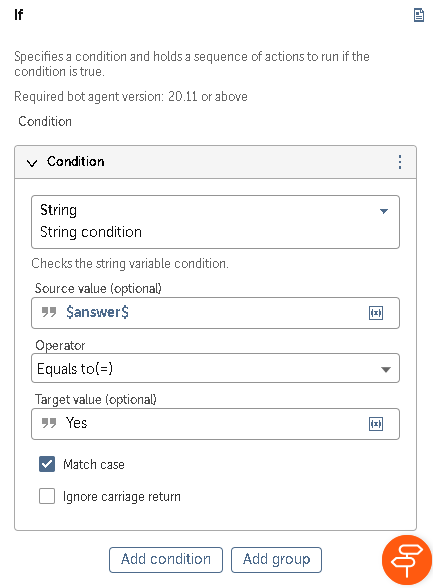 If
Specifies a condition and holds a sequence of actions to run if the
condition is true.
Required bot agent version: 20.11 or above
Condition
Condition
String
String condition
Checks the string variable condition.
Source value (optional)
$answer$
(x)
Operator
Equals to(=)
Target value (optional)
Yes
(x)
Match case
Ignore carriage return
Add condition Add group